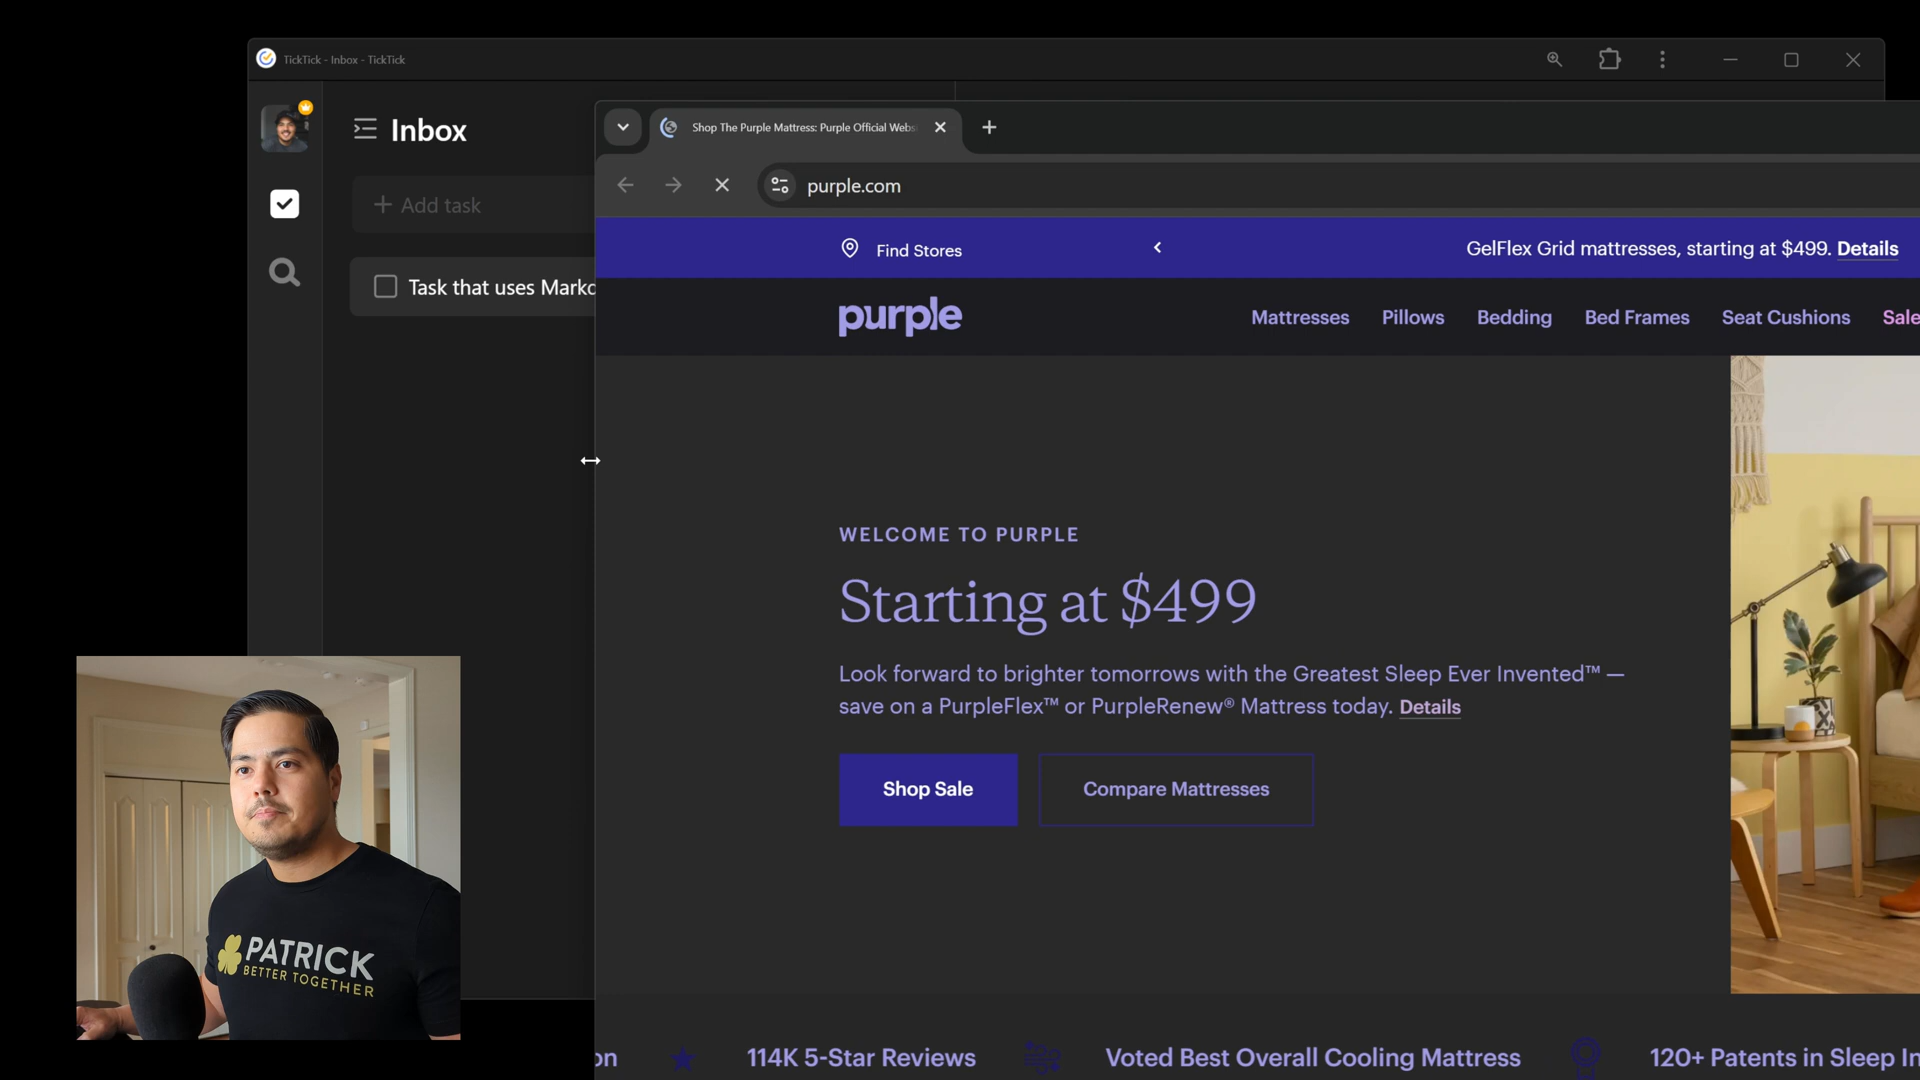 TickTick - Inbox - TickTick
Inbox
Add task
Task that uses Markd
Shop The Purple Mattress: Purple Official Webs
purple.com
Find Stores
GelFlex Grid mattresses, starting at $499. Details
purple
Mattresses
Pillows
Bedding
Bed Frames
Seat Cushions
Sale
WELCOME TO PURPLE
Starting at $499
Look forward to brighter tomorrows with the Greatest Sleep Ever Invented™ —
save on a PurpleFlex™ or PurpleRenew® Mattress today. Details
Shop Sale
Compare Mattresses
PATRICK
BETTER TOGETHER
on
114K 5-Star Reviews
Voted Best Overall Cooling Mattress
120+ Patents in Sleep In